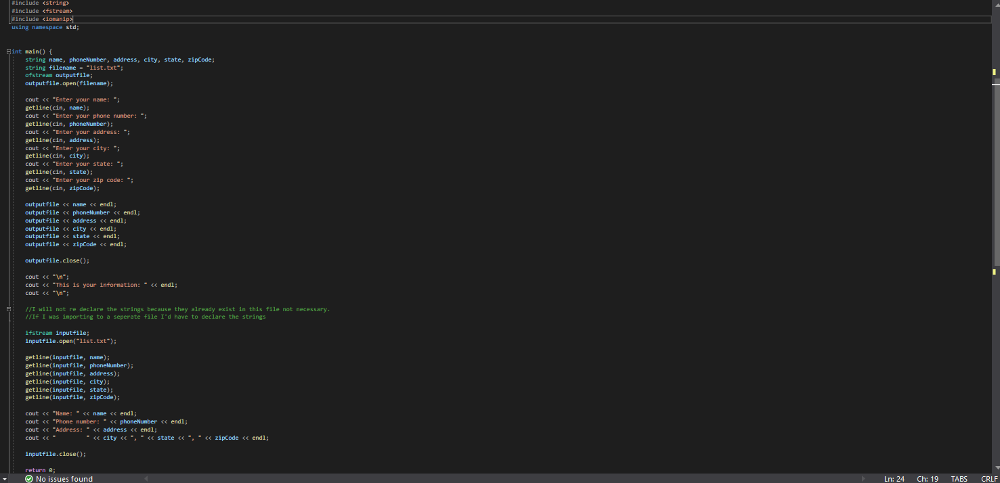 #include <string>
#include <fstream>
#include <iomanip>
using namespace std;
int main() {
string name, phoneNumber, address, city, state, zipCode;
string filename = "list.txt";
ofstream outputfile;
outputfile.open(filename);
cout << "Enter your name: ";
getline(cin, name);
cout << "Enter your phone number: ";
getline(cin, phoneNumber);
cout << "Enter your address: ";
getline(cin, address);
cout << "Enter your city: ";
getline(cin, city);
cout << "Enter your state: ";
getline(cin, state);
cout << "Enter your zip code: ";
getline(cin, zipCode);
outputfile << name << endl;
outputfile << phoneNumber << endl;
outputfile << address << endl;
outputfile << city << endl;
outputfile << state << endl;
outputfile << zipCode << endl;
outputfile.close();
cout << "\n";
cout << "This is your information: " << endl;
cout << "\n";
//I will not re declare the strings because they already exist in this file not necessary.
//If I was importing to a seperate file I'd have to declare the strings
ifstream inputfile;
inputfile.open("list.txt");
getline(inputfile, name);
getline(inputfile, phoneNumber);
getline(inputfile, address);
getline(inputfile, city);
getline(inputfile, state);
getline(inputfile, zipCode);
cout << "Name: " << name << endl;
cout << "Phone number: " << phoneNumber << endl;
cout << "Address: " << address << endl;
cout << "         " << city << ", " << state << ", " << zipCode << endl;
inputfile.close();
return 0;
No issues found
Ln: 24 Ch: 19 TABS CRLF